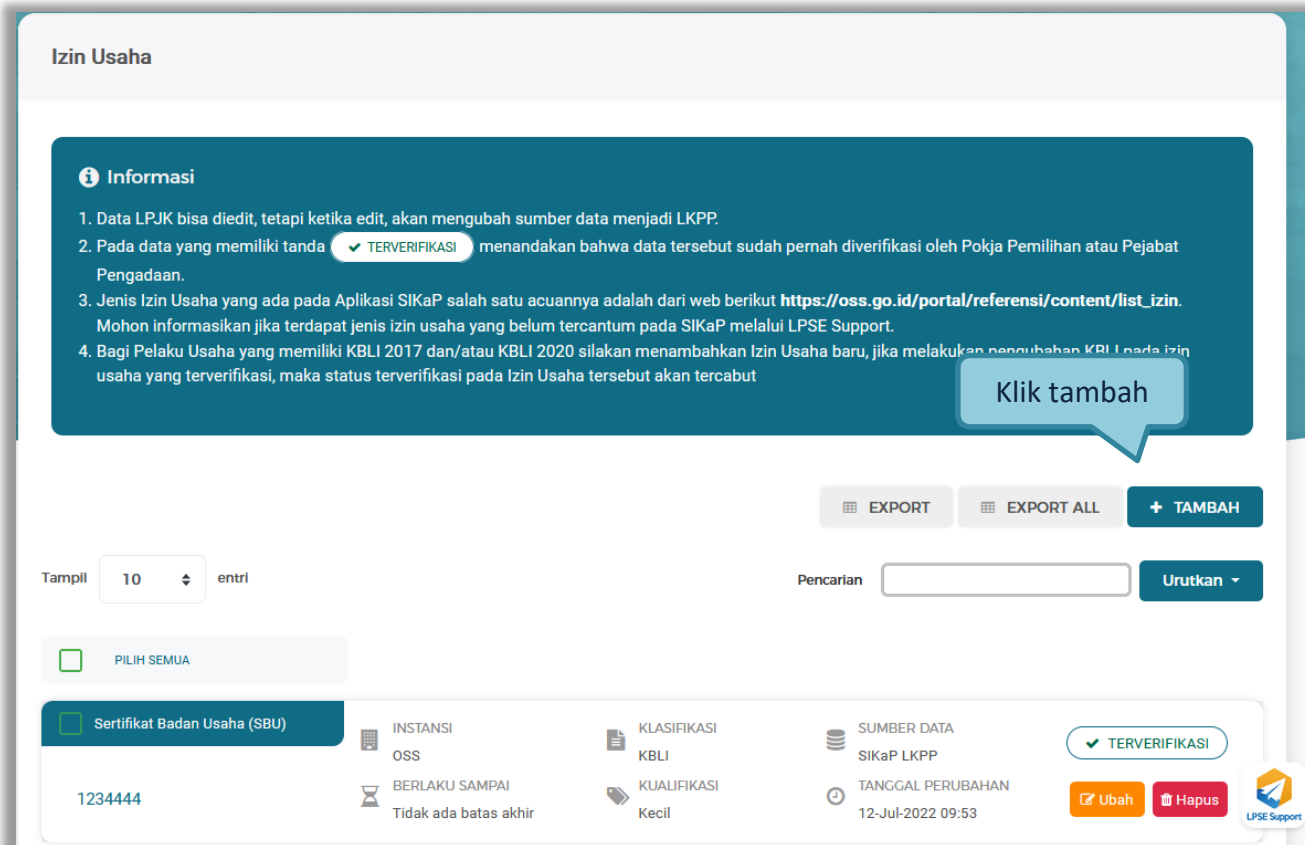 Izin Usaha
Informasi
1. Data LPJK bisa diedit, tetapi ketika edit, akan mengubah sumber data menjadi LKPP.
2. Pada data yang memiliki tanda TERVERIFIKASI menandakan bahwa data tersebut sudah pernah diverifikasi oleh Pokja Pemilihan atau Pejabat
Pengadaan.
3. Jenis Izin Usaha yang ada pada Aplikasi SIKaP salah satu acuannya adalah dari web berikut https://oss.go.id/portal/referensi/content/list_izin.
Mohon informasikan jika terdapat jenis izin usaha yang belum tercantum pada SIKaP melalui LPSE Support.
4. Bagi Pelaku Usaha yang memiliki KBLI 2017 dan/atau KBLI 2020 silakan menambahkan Izin Usaha baru, jika melakukan pengubahan KBLI pada izin
usaha yang terverifikasi, maka status terverifikasi pada Izin Usaha tersebut akan tercabut
Klik tambah
EXPORT EXPORT ALL + TAMBAH
Tampil 10 entri Pencarian Urutkan
PILIH SEMUA
Sertifikat Badan Usaha (SBU)
1234444
INSTANSI KLASIFIKASI SUMBER DATA
OSS KBLI SIKaP LKPP
TERVERIFIKASI
BERLAKU SAMPAI KUALIFIKASI TANGGAL PERUBAHAN
Tidak ada batas akhir Kecil 12-Jul-2022 09:53
Ubah Hapus
LPSE Support